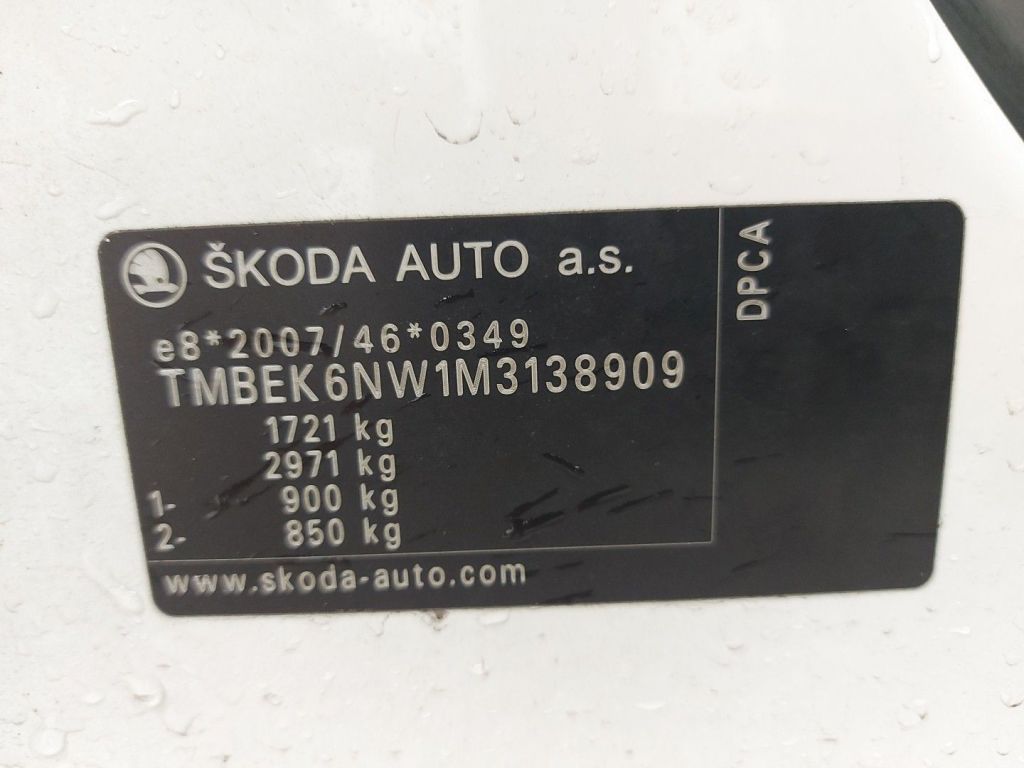 ŠKODA AUTO a.s.
e8*2007/46*0349
TMBEK6NW1M3138909
1721 kg
2971 kg
1- 900 kg
2- 850 kg
www.skoda-auto.com
DPCA